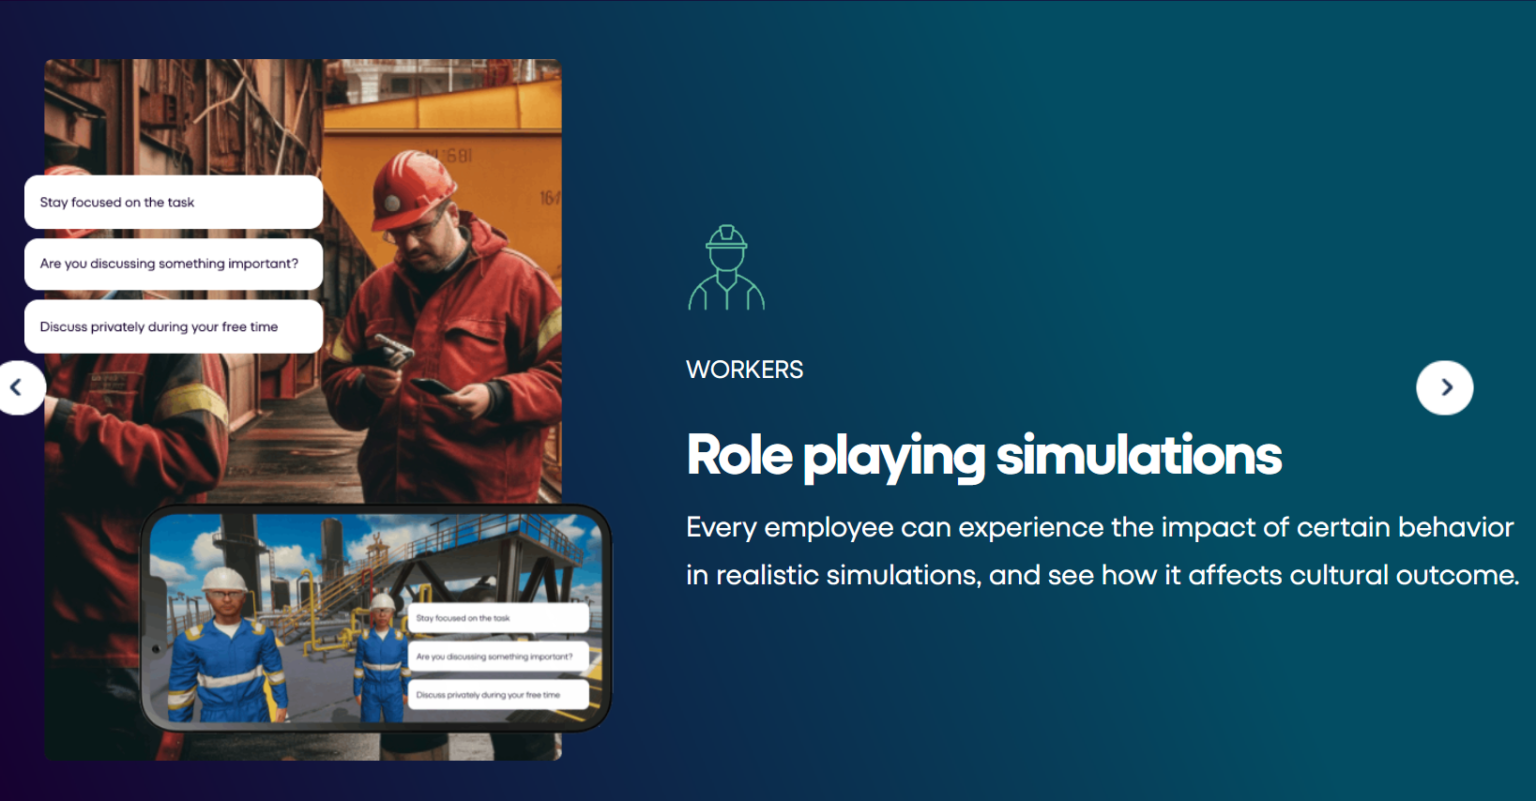 Stay focused on the task
Are you discussing something important?
Discuss privately during your free time
WORKERS
Role playing simulations
Every employee can experience the impact of certain behavior
in realistic simulations, and see how it affects cultural outcome.
Stay focused on the task
Are you discussing something important?
Discuss privately during your free time